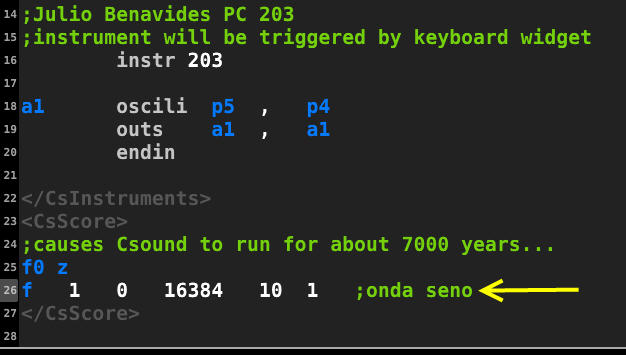 14 ;Julio Benavides PC 203
15 ;instrument will be triggered by keyboard widget
16 instr 203
17
18 a1 oscili p5 , p4
19 outs a1 , a1
20 endin
21
22 </CsInstruments>
23 <CsScore>
24 ;causes Csound to run for about 7000 years...
25 f0 z
26 f 1 0 16384 10 1 ;onda seno
27 </CsScore>
28